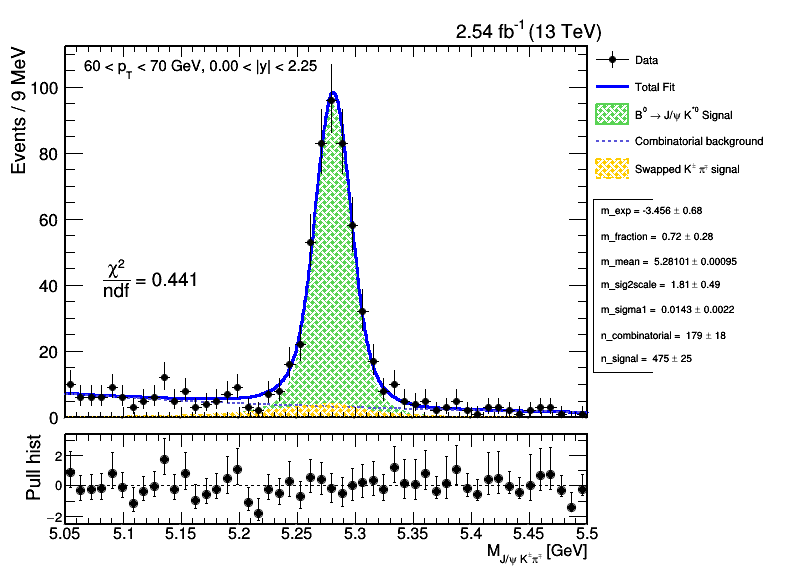 2.54 fb⁻¹ (13 TeV)
Events / 9 MeV
60 < p_T < 70 GeV, 0.00 < |y| < 2.25
100
80
60
40
20
0
χ²
ndf = 0.441
Data
Total Fit
B⁰ → J/ψ K*⁰ Signal
Combinatorial background
Swapped K± π∓ signal
m_exp = -3.456 ± 0.68
m_fraction = 0.72 ± 0.28
m_mean = 5.28101 ± 0.00095
m_sig2scale = 1.81 ± 0.49
m_sigma1 = 0.0143 ± 0.0022
n_combinatorial = 179 ± 18
n_signal = 475 ± 25
Pull hist
2
0
−2
5.05 5.1 5.15 5.2 5.25 5.3 5.35 5.4 5.45 5.5
M_J/ψ K± π∓ [GeV]